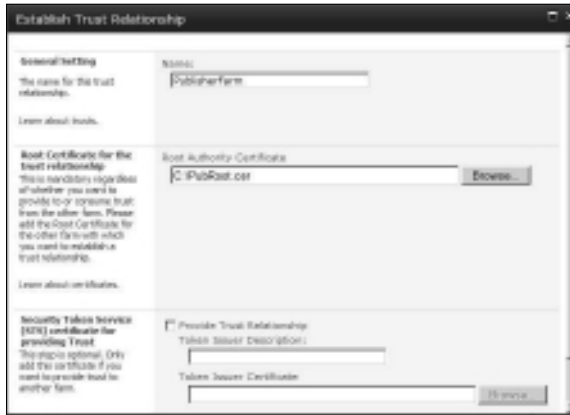 Establish Trust Relationship
General Setting
The name for this trust
relationship.
Learn about trusts.
Name:
PublisherFarm
Root Certificate for the
trust relationship
This is mandatory regardless
of whether you want to
provide to or consume trust
from the other farm. Please
add the Root Certificate for
the other farm with which
you want to establish a
trust relationship.
Learn about certificates.
Root Authority Certificate
C:\PubRoot.cer
Browse...
Security Token Service
(STS) certificate for
providing Trust
This step is optional. Only
add this certificate if you
want to provide trust to
another farm.
Provide Trust Relationship
Token Issuer Description:
Token Issuer Certificate
Browse...